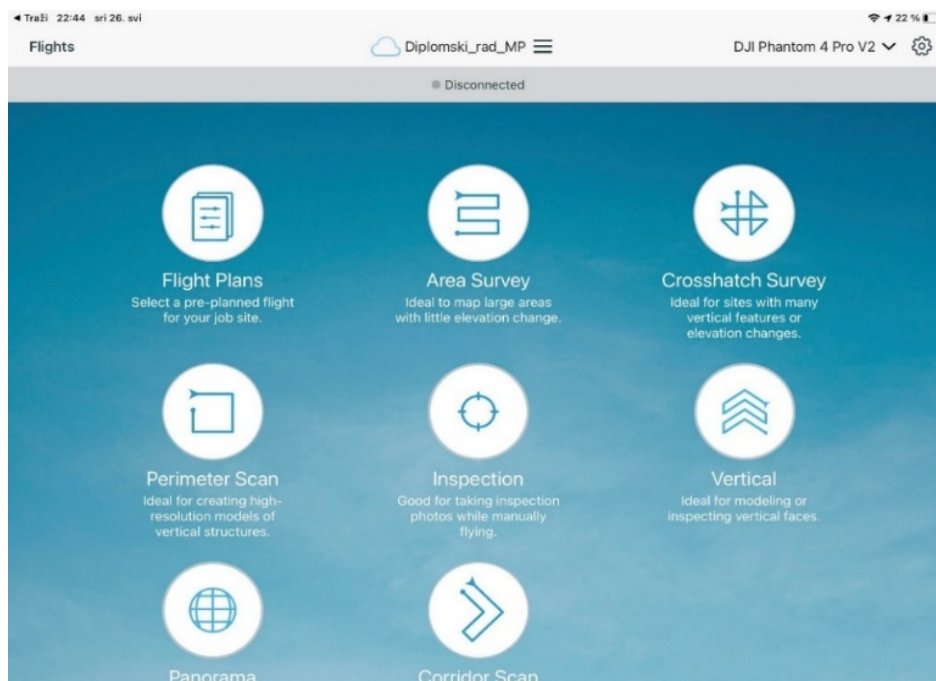 Traži 22:44 sri 26. svi 22 %
Flights Diplomski_rad_MP DJI Phantom 4 Pro V2
Disconnected
Flight Plans
Select a pre-planned flight
for your job site.
Area Survey
Ideal to map large areas
with little elevation change.
Crosshatch Survey
Ideal for sites with many
vertical features or
elevation changes.
Perimeter Scan
Ideal for creating high-
resolution models of
vertical structures.
Inspection
Good for taking inspection
photos while manually
flying.
Vertical
Ideal for modeling or
inspecting vertical faces.
Panorama
Corridor Scan